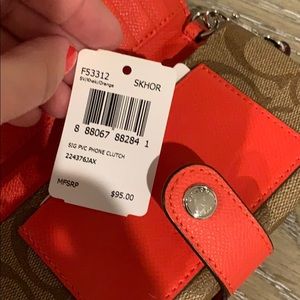 F53312 SKHOR
SV/Khaki/Orange
8 88067 88284 1
SIG PVC PHONE CLUTCH
224376JAX
MFSRP $95.00